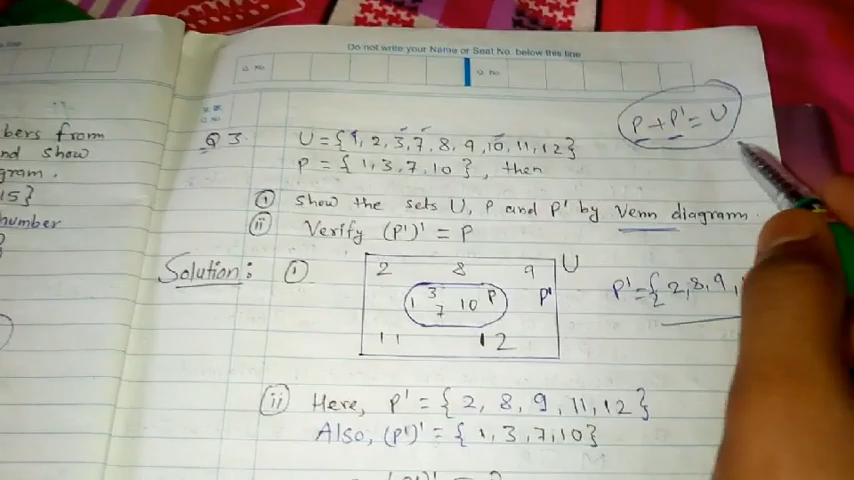 Do not write your Name or Seat No. below this line
Q No.
Q No
bers from
nd show
gram.
15}
number
Q 3. U = {1, 2, 3, 7, 8, 9, 10, 11, 12}
P = {1, 3, 7, 10}, then
P + P' = U
(i) Show the sets U, P and P' by Venn diagram.
(ii) Verify (P')' = P
Solution: (i)
2 8 9 U
1 3 7 10 P P'
11 12
P' = {2, 8, 9, 1
(ii) Here, P' = {2, 8, 9, 11, 12}
Also, (P')' = {1, 3, 7, 10}